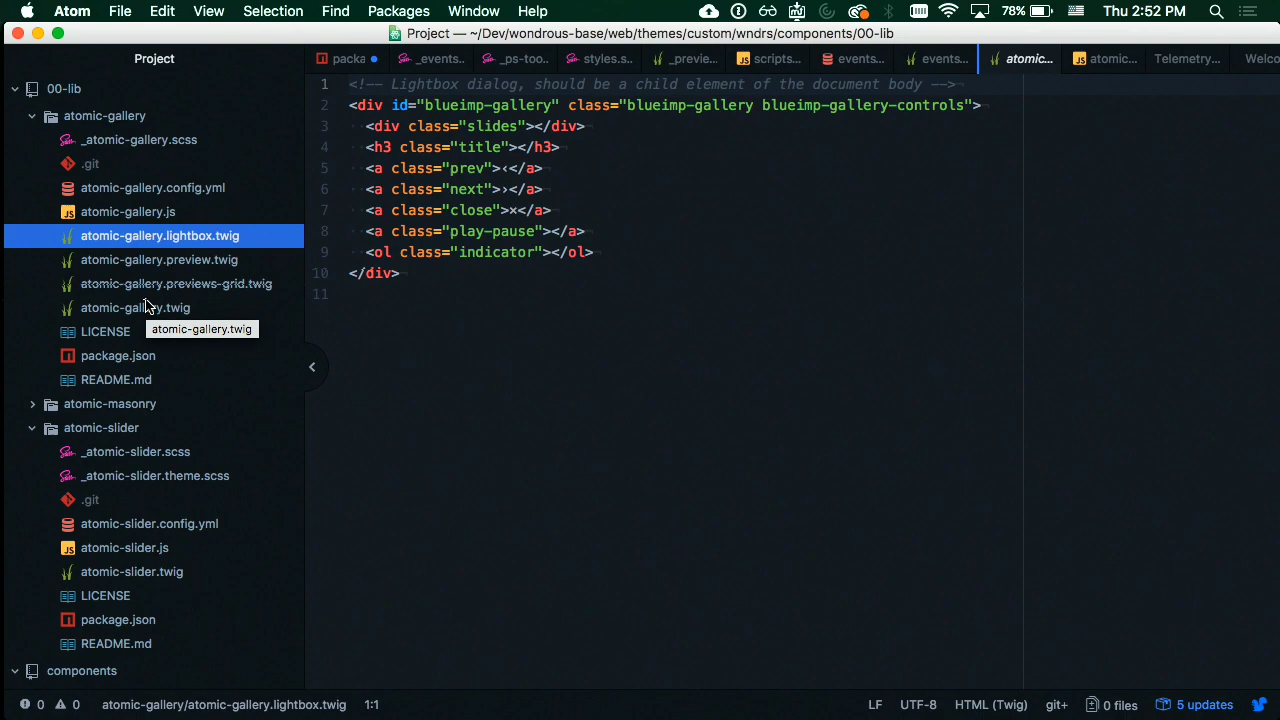 Atom File Edit View Selection Find Packages Window Help 78% Thu 2:52 PM
Project — ~/Dev/wondrous-base/web/themes/custom/wndrs/components/00-lib
Project
packa _events.. _ps-too.. styles.s.. _previe.. scripts... events... events... atomic... atomic... Telemetry... Welco
00-lib
atomic-gallery
_atomic-gallery.scss
.git
atomic-gallery.config.yml
atomic-gallery.js
atomic-gallery.lightbox.twig
atomic-gallery.preview.twig
atomic-gallery.previews-grid.twig
atomic-gallery.twig
atomic-gallery.twig
LICENSE
package.json
README.md
atomic-masonry
atomic-slider
_atomic-slider.scss
_atomic-slider.theme.scss
.git
atomic-slider.config.yml
atomic-slider.js
atomic-slider.twig
LICENSE
package.json
README.md
components
1 <!-- Lightbox dialog, should be a child element of the document body -->
2 <div id="blueimp-gallery" class="blueimp-gallery blueimp-gallery-controls">
3 <div class="slides"></div>
4 <h3 class="title"></h3>
5 <a class="prev">‹</a>
6 <a class="next">›</a>
7 <a class="close">×</a>
8 <a class="play-pause"></a>
9 <ol class="indicator"></ol>
10 </div>
11
0 0 atomic-gallery/atomic-gallery.lightbox.twig 1:1 LF UTF-8 HTML (Twig) git+ 0 files 5 updates